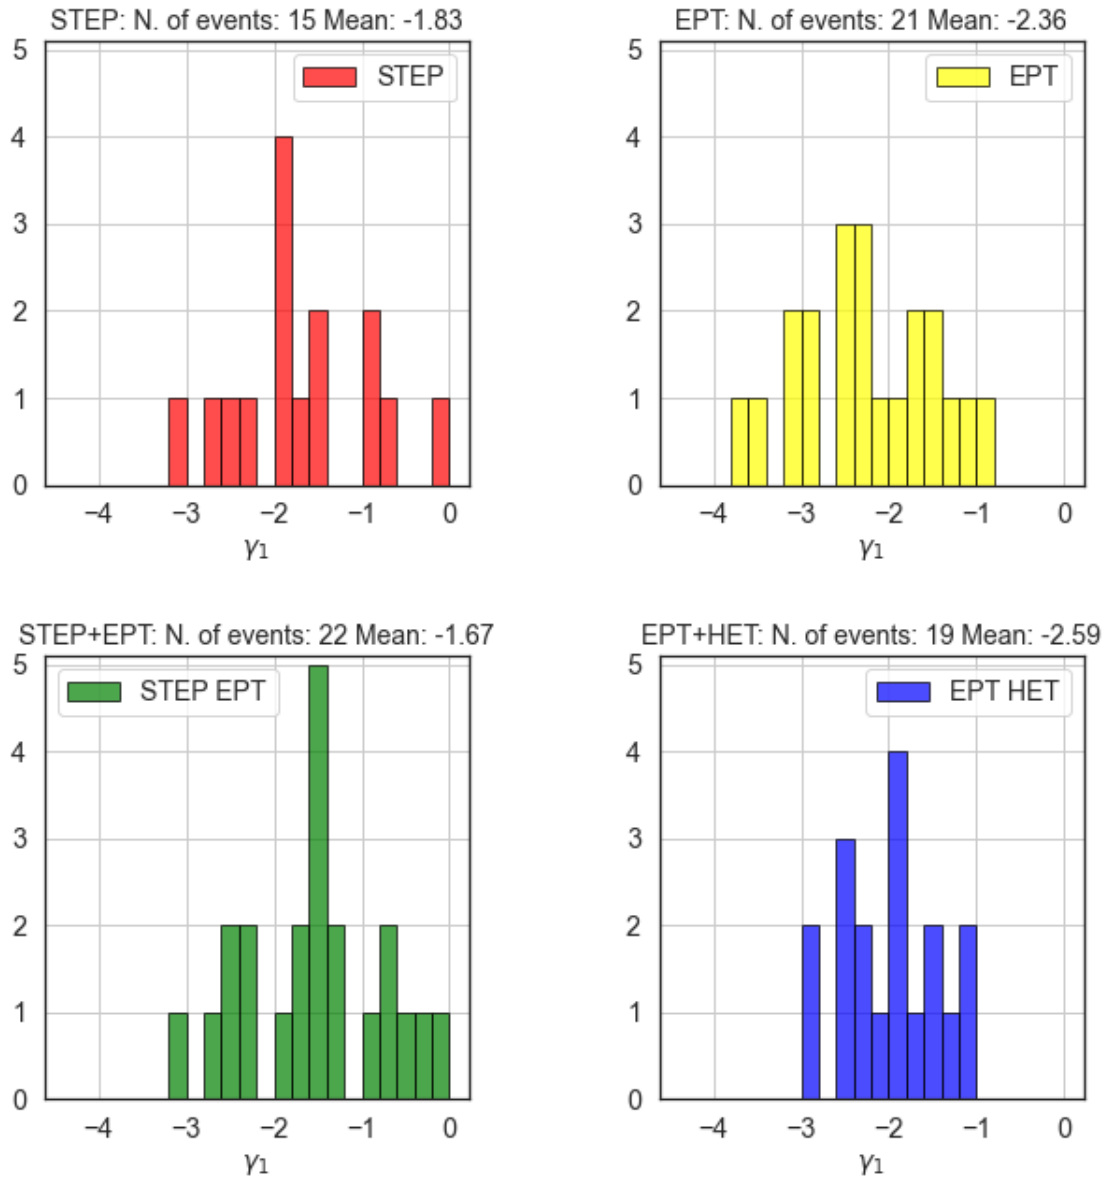 STEP: N. of events: 15 Mean: -1.83
STEP
5
4
3
2
1
0
−4 −3 −2 −1 0
γ1
EPT: N. of events: 21 Mean: -2.36
EPT
5
4
3
2
1
0
−4 −3 −2 −1 0
γ1
STEP+EPT: N. of events: 22 Mean: -1.67
STEP EPT
5
4
3
2
1
0
−4 −3 −2 −1 0
γ1
EPT+HET: N. of events: 19 Mean: -2.59
EPT HET
5
4
3
2
1
0
−4 −3 −2 −1 0
γ1